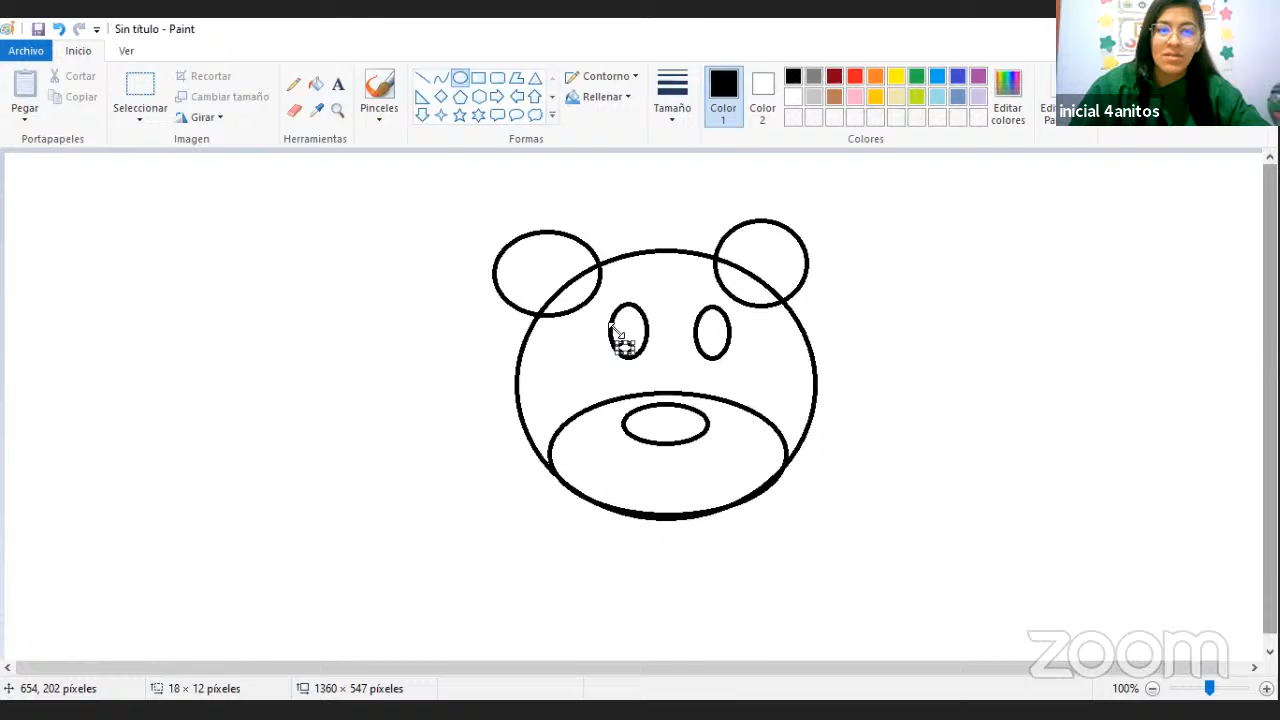 Sin título - Paint
Archivo
Inicio
Ver
Pegar
Cortar
Copiar
Portapapeles
Seleccionar
Recortar
Cambiar tamaño
Girar
Imagen
A
Herramientas
Pinceles
Contorno
Rellenar
Formas
Tamaño
Color
1
Color
2
Editar
colores
Colores
inicial 4anitos
zoom
654, 202 píxeles
18 × 12 píxeles
1360 × 547 píxeles
100%